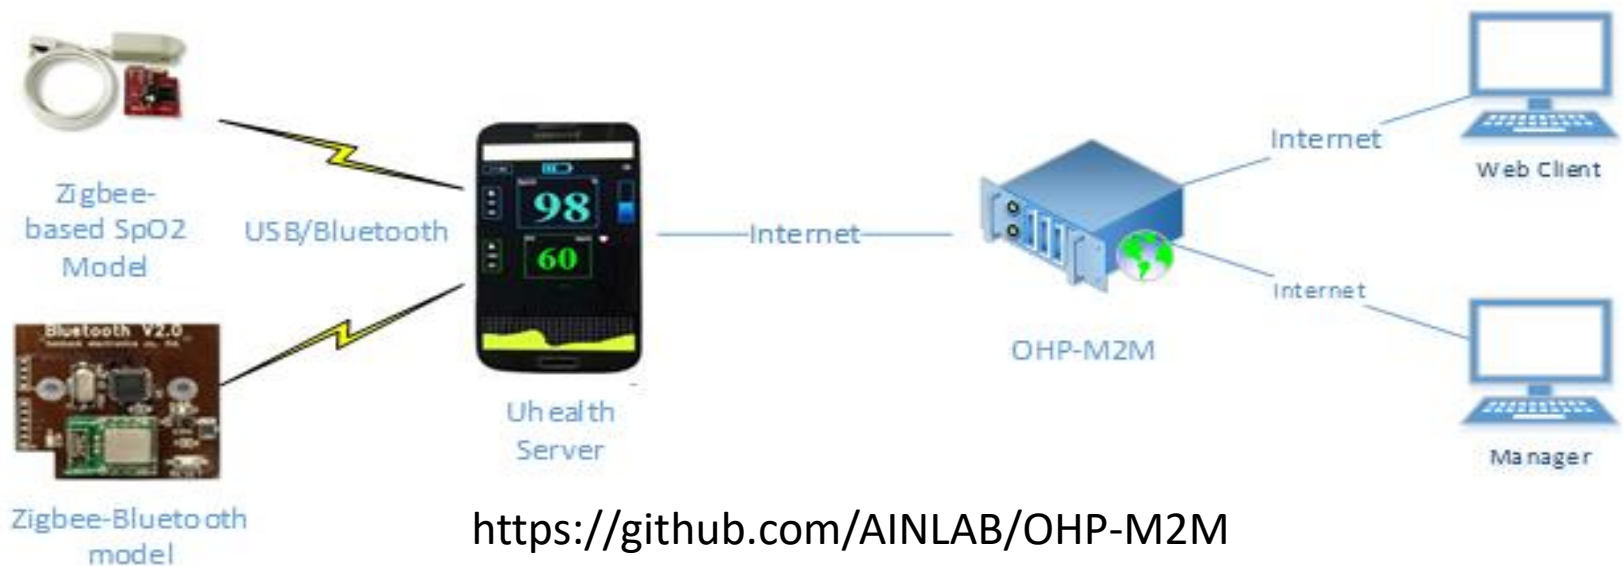 Zigbee-
based SpO2
Model
USB/Bluetooth
Bluetooth V2.0
Zigbee-Bluetooth
model
98
60
Uhealth
Server
Internet
OHP-M2M
Internet
Web Client
Internet
Manager
https://github.com/AINLAB/OHP-M2M